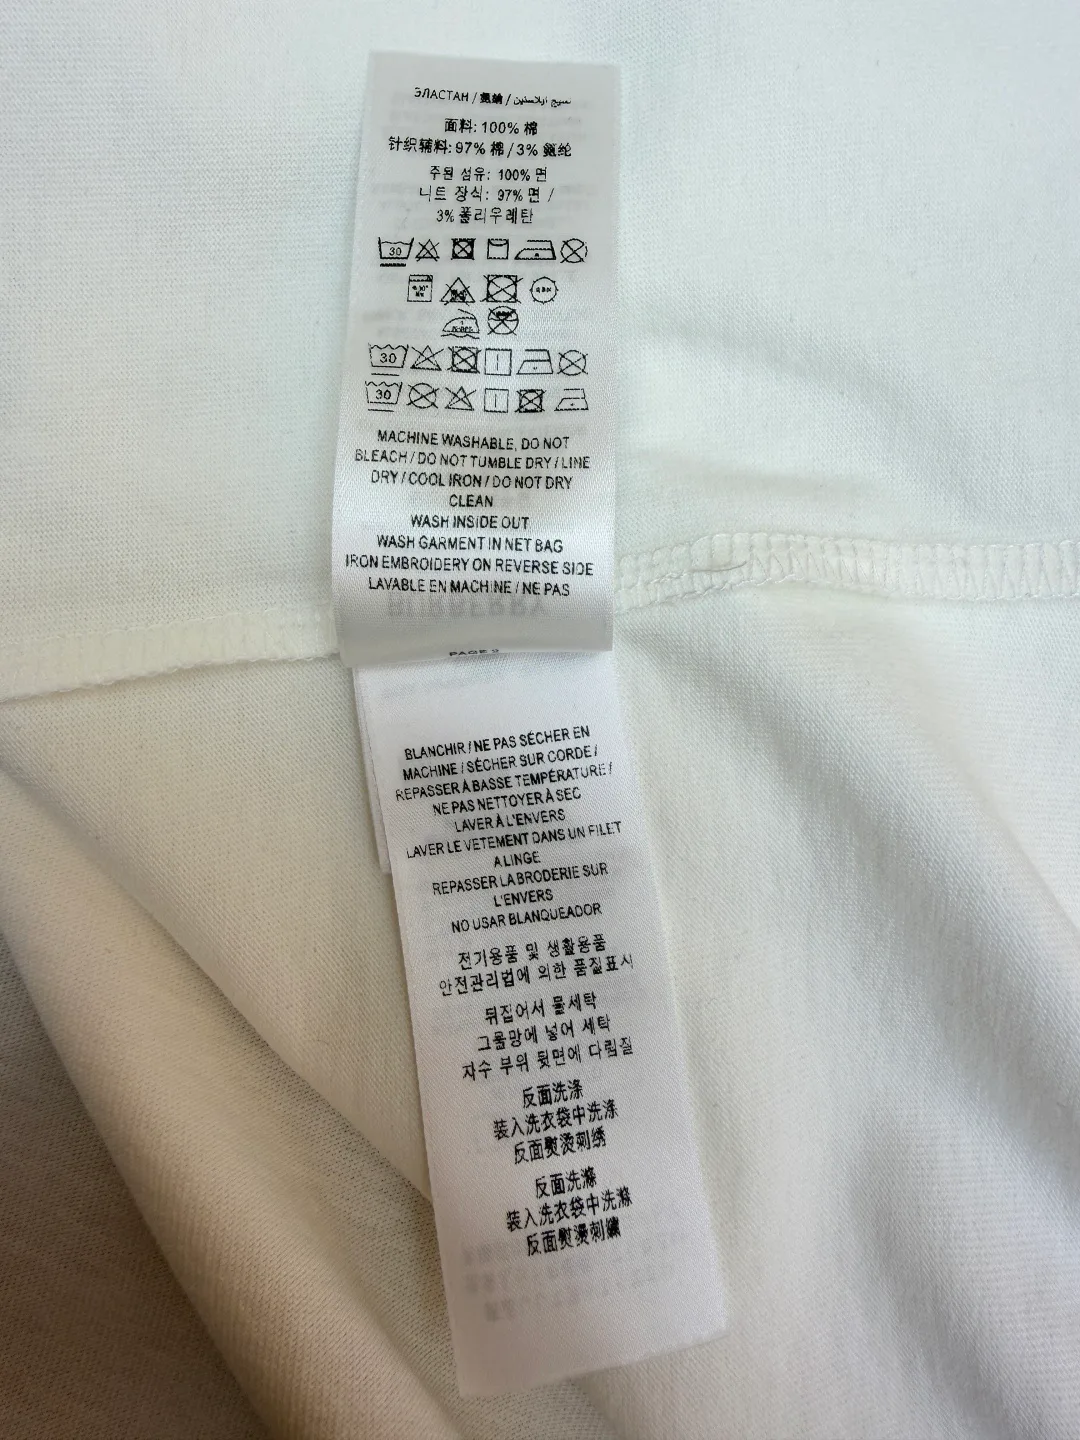 ЭЛАСТАН / 氨綸 / نسيج ايلاستين
面料: 100% 棉
针织辅料: 97% 棉 / 3% 氨纶
주원 섬유: 100% 면
니트 장식: 97% 면 /
3% 폴리우레탄
30
30
30
MACHINE WASHABLE, DO NOT
BLEACH / DO NOT TUMBLE DRY / LINE
DRY / COOL IRON / DO NOT DRY
CLEAN
WASH INSIDE OUT
WASH GARMENT IN NET BAG
IRON EMBROIDERY ON REVERSE SIDE
LAVABLE EN MACHINE / NE PAS
BURBERRY
BLANCHIR / NE PAS SÉCHER EN
MACHINE / SÉCHER SUR CORDE /
REPASSER À BASSE TEMPÉRATURE /
NE PAS NETTOYER À SEC
LAVER À L'ENVERS
LAVER LE VETEMENT DANS UN FILET
A LINGE
REPASSER LA BRODERIE SUR
L'ENVERS
NO USAR BLANQUEADOR
전기용품 및 생활용품
안전관리법에 의한 품질표시
뒤집어서 물세탁
그물망에 넣어 세탁
자수 부위 뒷면에 다림질
反面洗涤
装入洗衣袋中洗涤
反面熨烫刺绣
反面洗滌
装入洗衣袋中洗滌
反面熨燙刺繡